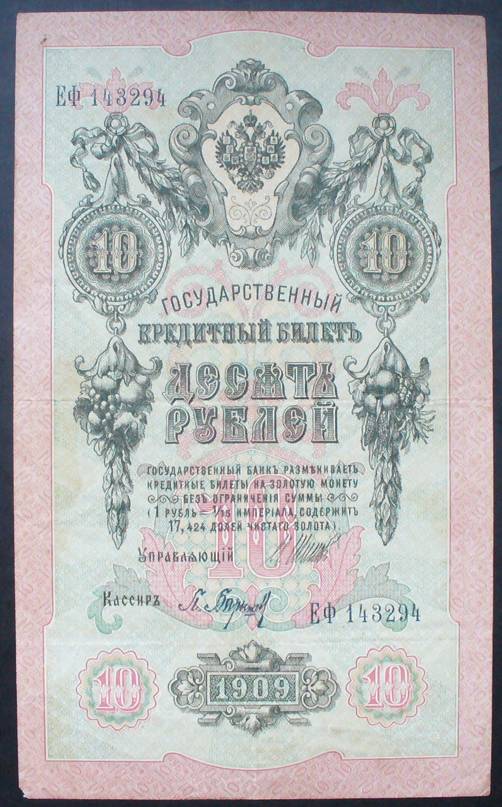 ЕФ 143294
10 10
ГОСУДАРСТВЕННЫЙ
КРЕДИТНЫЙ БИЛЕТЪ
ДЕСЯТЬ
РУБЛЕЙ
ГОСУДАРСТВЕННЫЙ БАНКЪ РАЗМѢНИВАЕТЪ
КРЕДИТНЫЕ БИЛЕТЫ НА ЗОЛОТУЮ МОНЕТУ
БЕЗЪ ОГРАНИЧЕНІЯ СУММЫ
(1 РУБЛЬ = 1/15 ИМПЕРІАЛА, СОДЕРЖИТЪ
17,424 ДОЛЕЙ ЧИСТАГО ЗОЛОТА).
10
УПРАВЛЯЮЩІЙ
КАССИРЪ
ЕФ 143294
10 1909 10